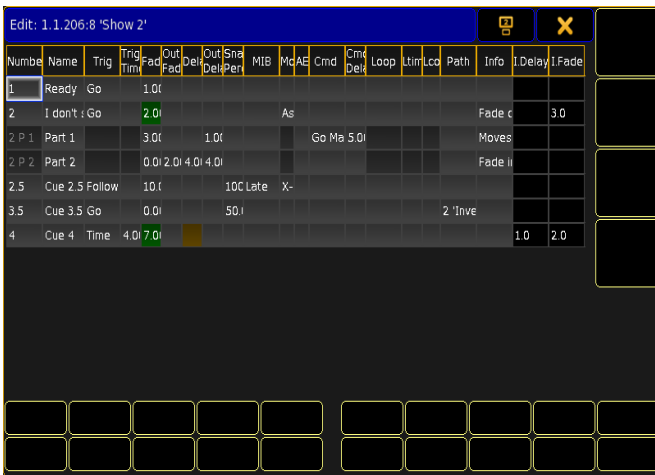 Edit: 1.1.206:8 'Show 2' 2
Numbe Name Trig Trig Time Fad Out Fad Dela Out Dela Sna Per MIB Mo AE Cmd Cmd Dela Loop Ltim Lco Path Info I.Delay I.Fade
1 Ready Go 1.00
2 I don't Go 2.0 As Fade 3.0
2 P 1 Part 1 3.00 1.00 Go Ma 5.0 Moves
2 P 2 Part 2 0.0 2.0 4.0 4.0 Fade i
2.5 Cue 2.5 Follow 10.0 100 Late X-
3.5 Cue 3.5 Go 0.0 50. 2 'Inve
4 Cue 4 Time 4.0 7.0 1.0 2.0